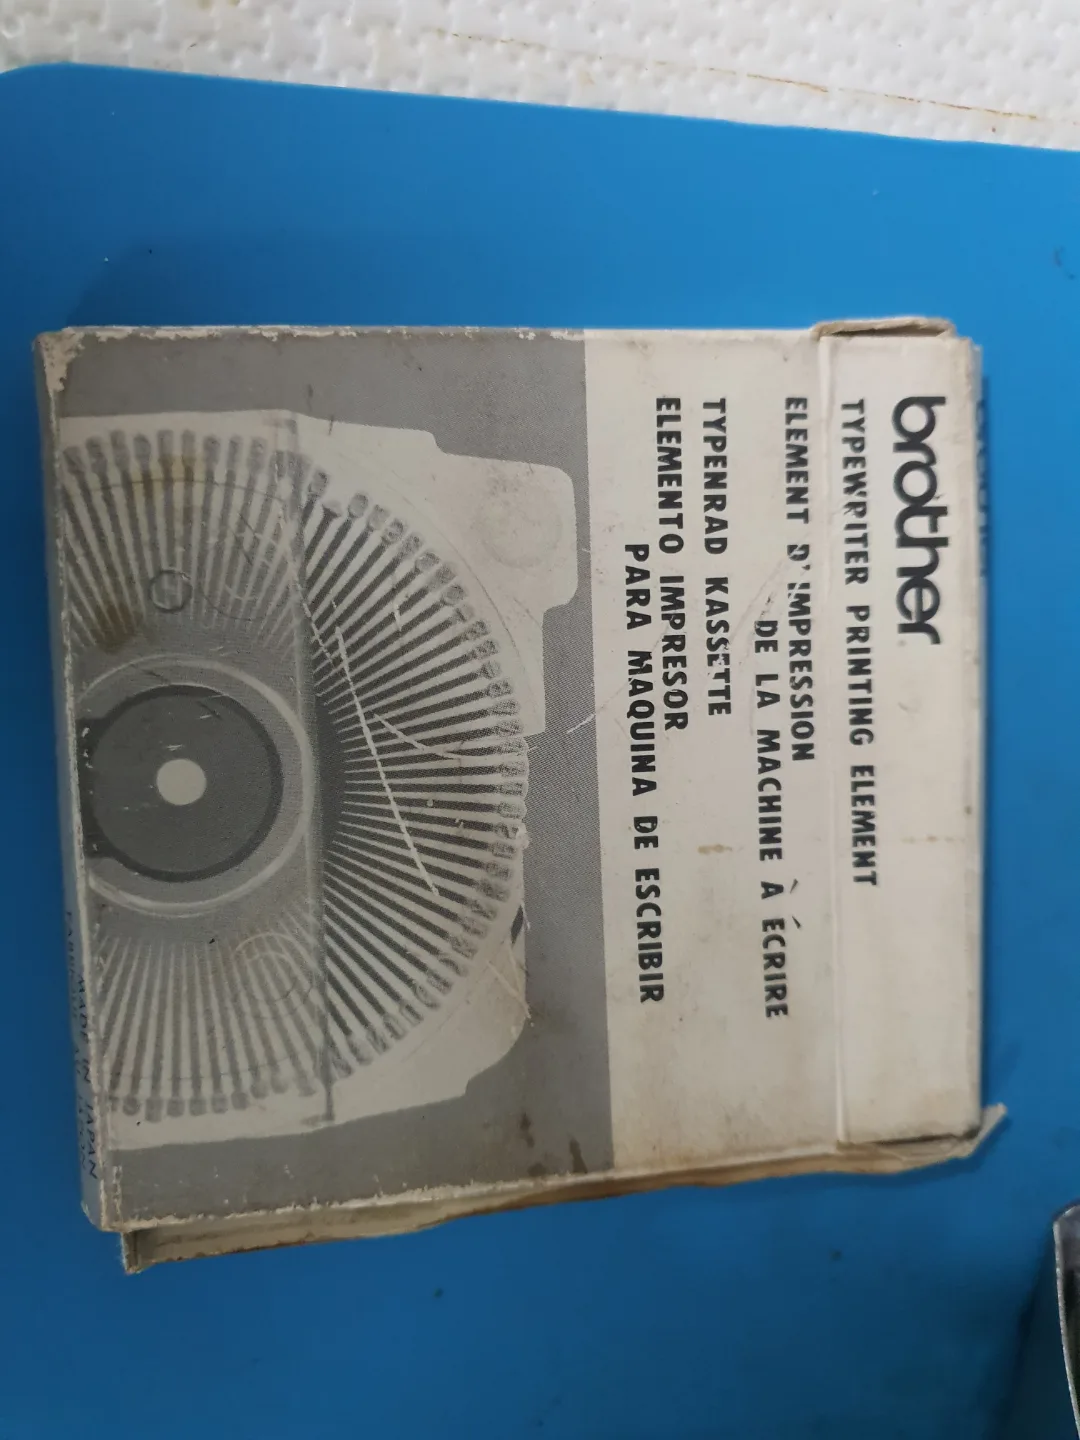 brother
TYPEWRITER PRINTING ELEMENT
ELEMENT D'IMPRESSION
DE LA MACHINE À ÉCRIRE
TYPENRAD KASSETTE
ELEMENTO IMPRESOR
PARA MAQUINA DE ESCRIBIR
MADE IN JAPAN